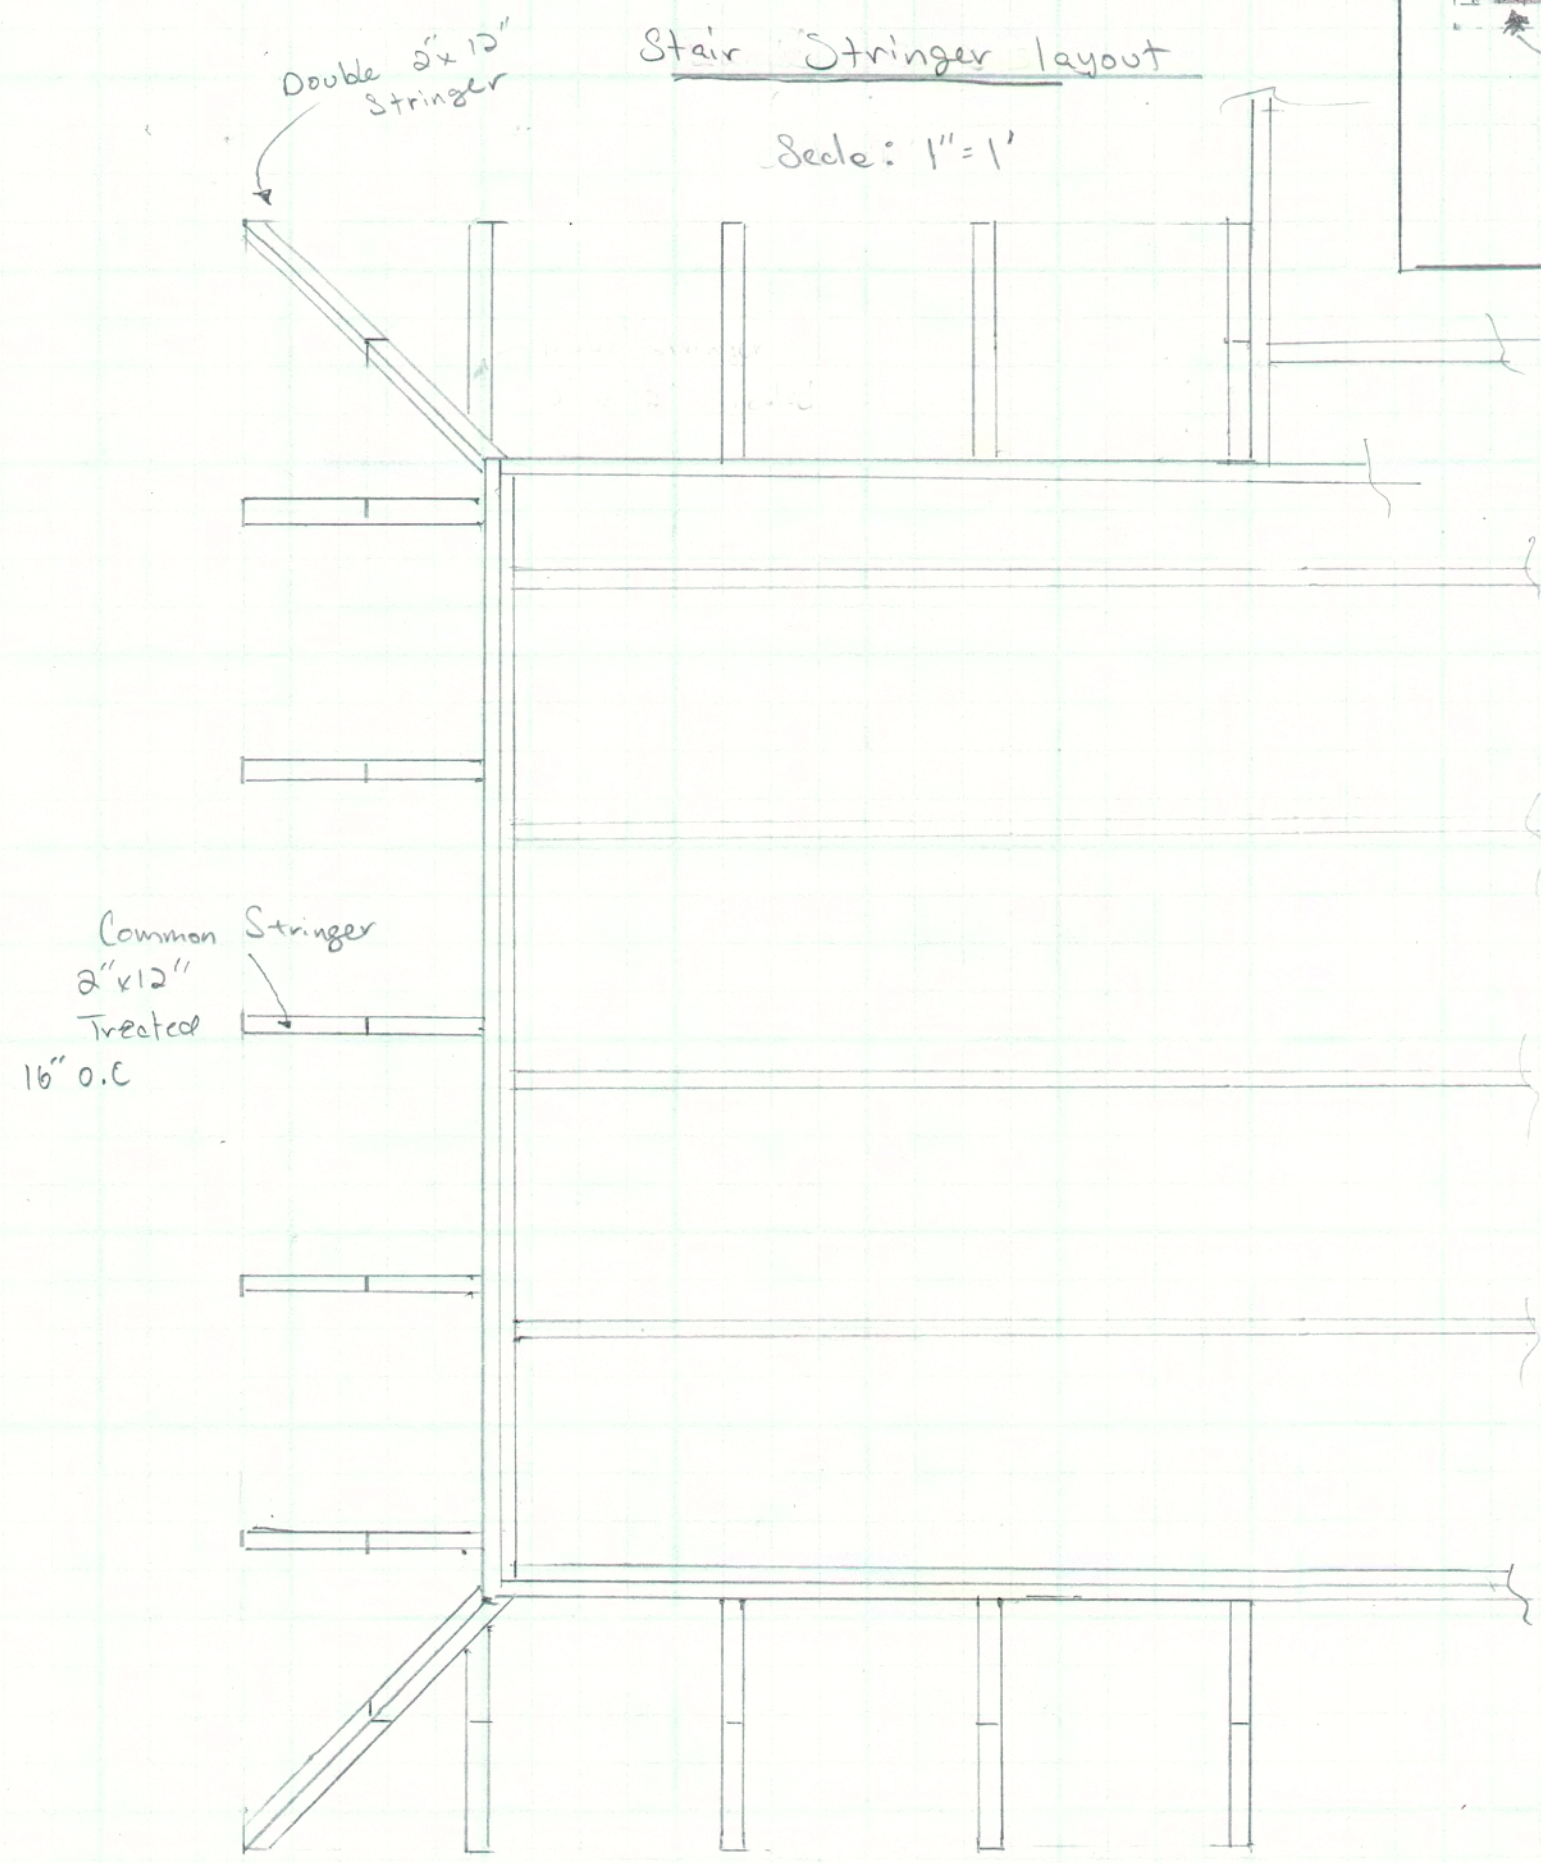 Stair Stringer layout
Scale: 1"=1'
Double 2"x12"
Stringer
Common Stringer
2"x12"
Treated
16" O.C